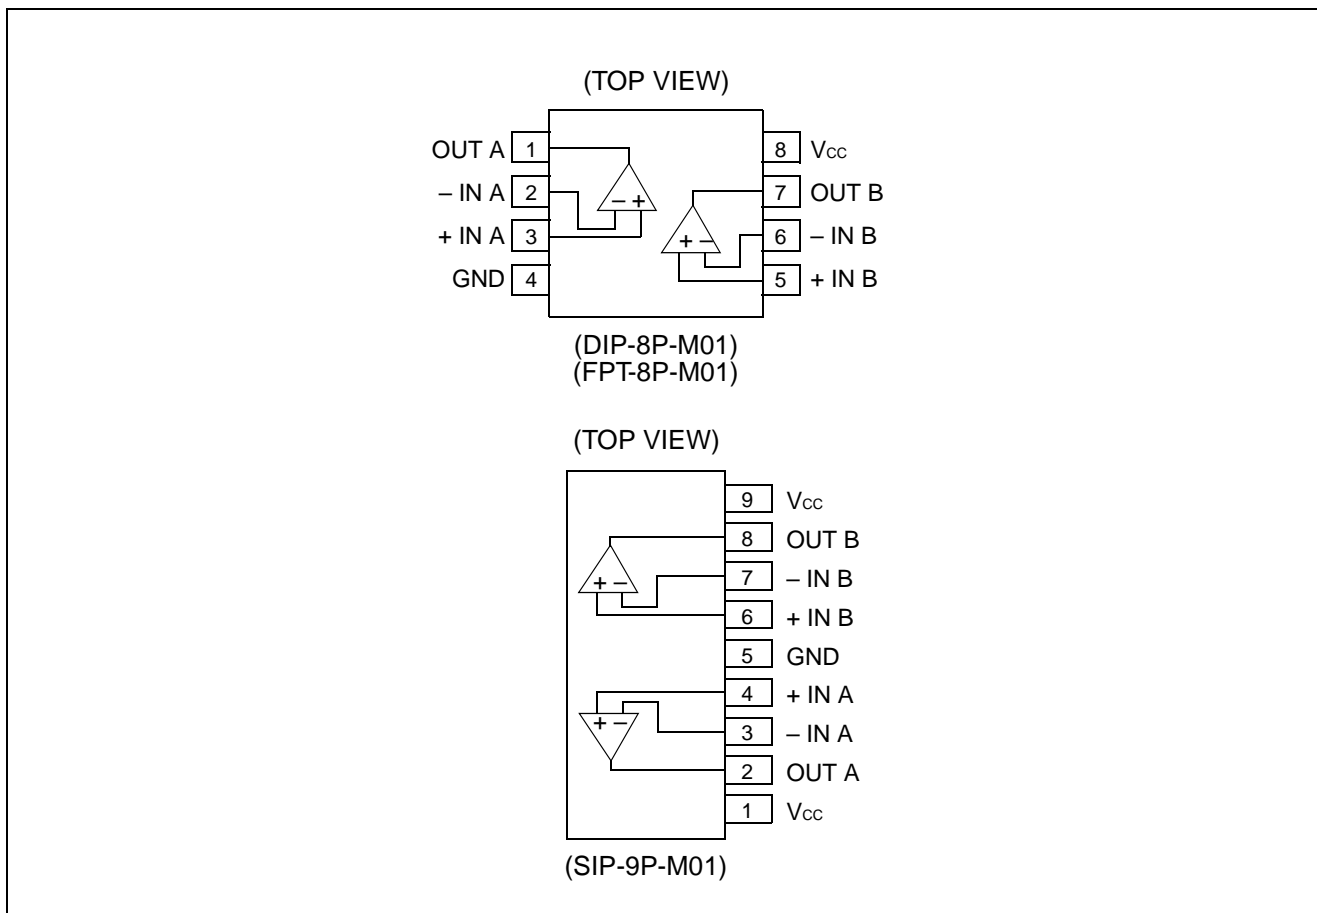 (TOP VIEW)
OUT A 1 8 Vcc
– IN A 2 – + 7 OUT B
+ IN A 3 + – 6 – IN B
GND 4 5 + IN B
(DIP-8P-M01)
(FPT-8P-M01)
(TOP VIEW)
9 Vcc
8 OUT B
+ – 7 – IN B
6 + IN B
5 GND
4 + IN A
+ – 3 – IN A
2 OUT A
1 Vcc
(SIP-9P-M01)